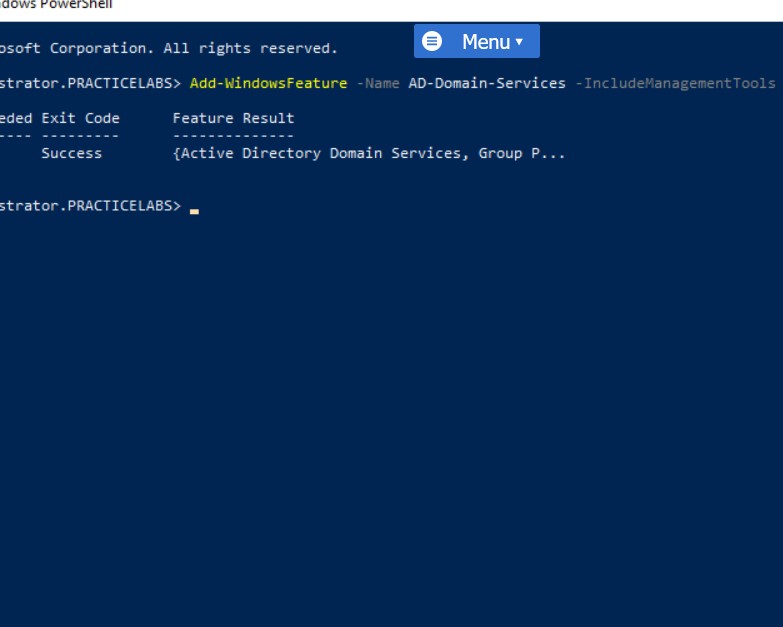 ndows PowerShell
osoft Corporation. All rights reserved.
Menu
strator.PRACTICELABS> Add-WindowsFeature -Name AD-Domain-Services -IncludeManagementTools
eded Exit Code Feature Result
---- --------- --------------
Success {Active Directory Domain Services, Group P...
strator.PRACTICELABS>